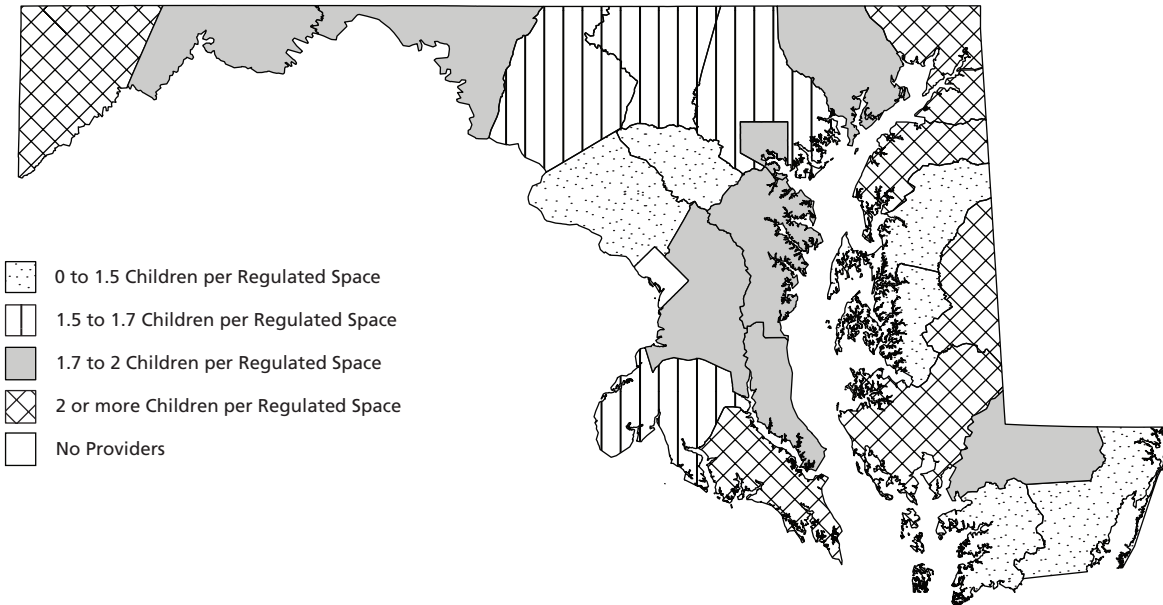 0 to 1.5 Children per Regulated Space
1.5 to 1.7 Children per Regulated Space
1.7 to 2 Children per Regulated Space
2 or more Children per Regulated Space
No Providers